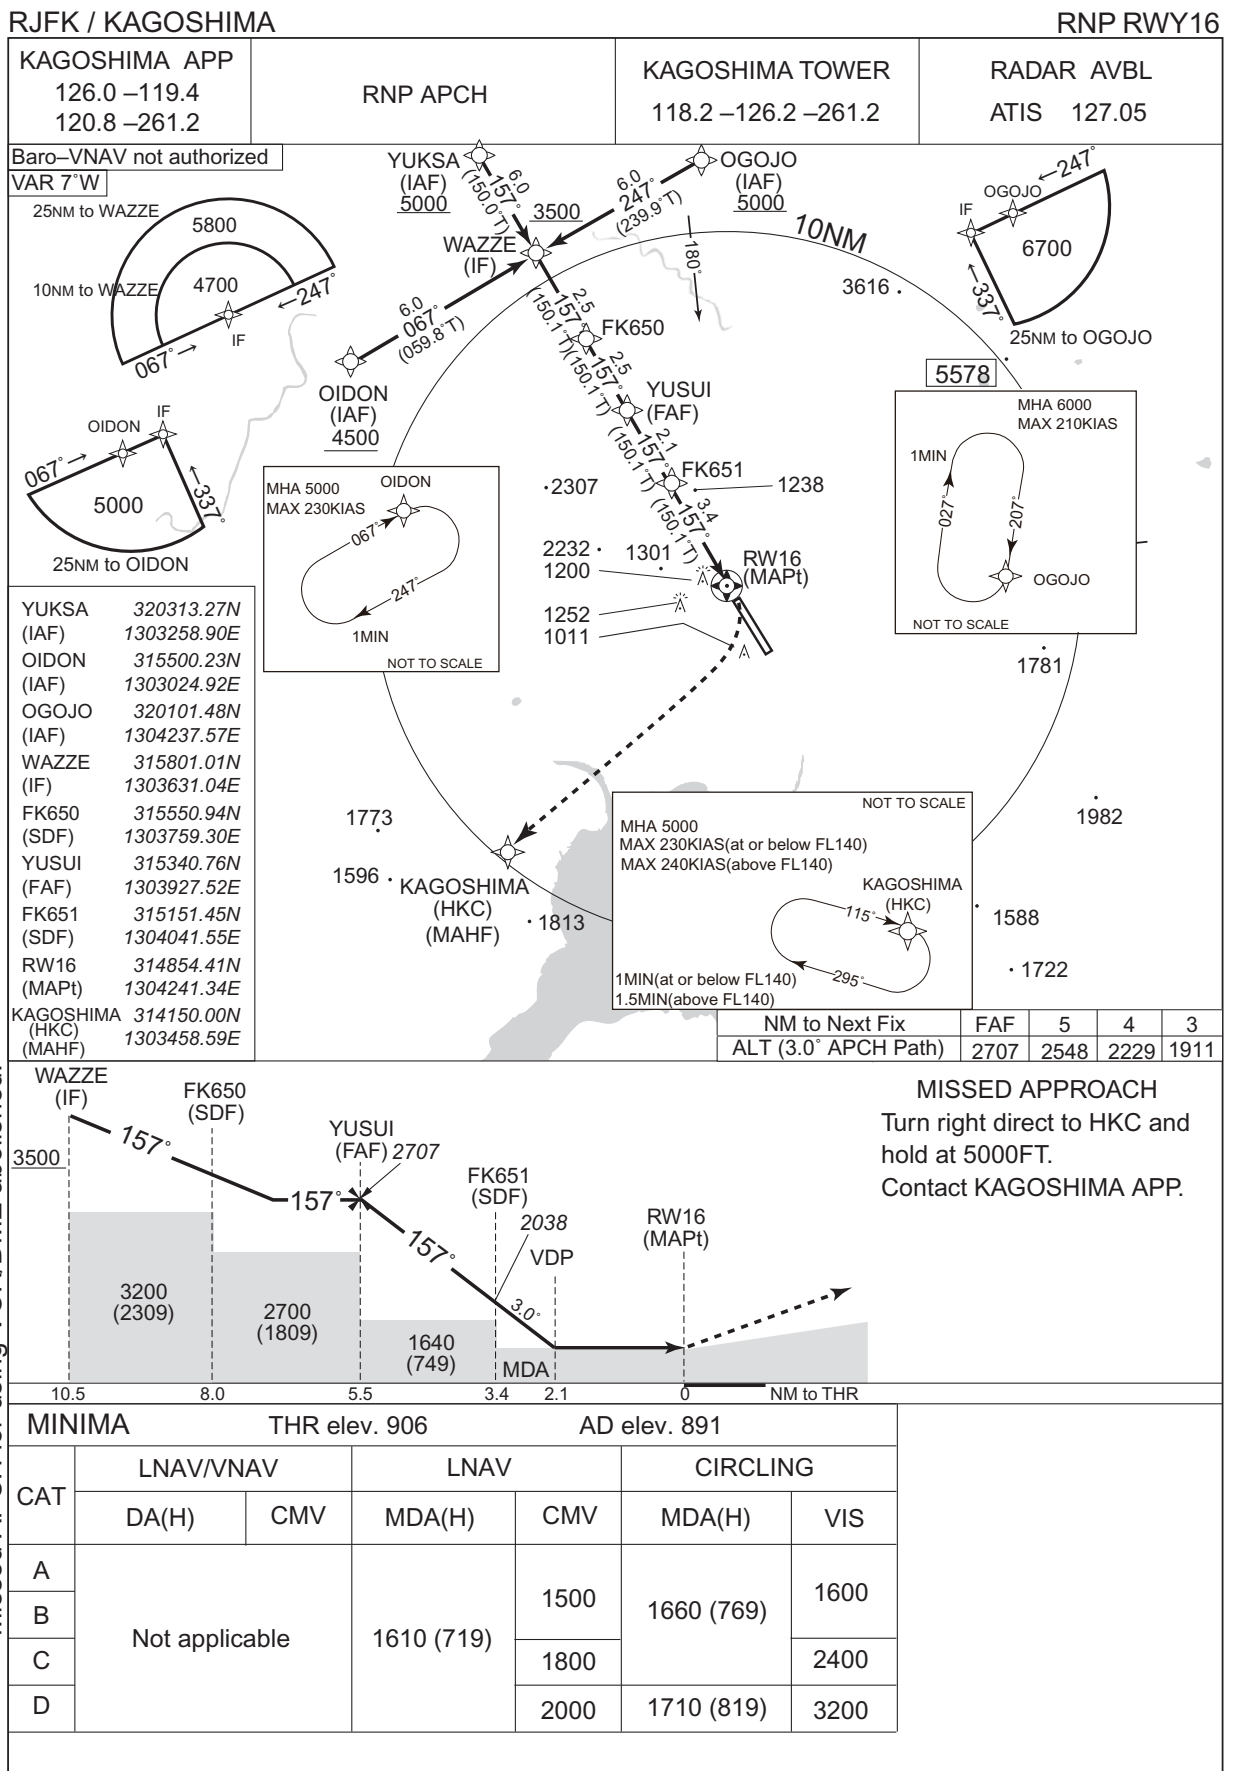 RJFK / KAGOSHIMA
RNP RWY16
KAGOSHIMA APP
126.0 –119.4
120.8 –261.2
RNP APCH
KAGOSHIMA TOWER
118.2 –126.2 –261.2
RADAR AVBL
ATIS 127.05
Baro–VNAV not authorized
VAR 7˚W
25NM to WAZZE
5800
10NM to WAZZE
4700
←247˚
IF
067˚→
YUKSA
(IAF)
5000
6.0
157˚
(150.0˚T)
OGOJO
(IAF)
5000
6.0
247˚
(239.9˚T)
3500
WAZZE
(IF)
180˚
10NM
3616
←247˚
OGOJO
IF
6700
←337˚
25NM to OGOJO
6.0
067˚
(059.8˚T)
OIDON
(IAF)
4500
2.5
157˚
(150.1˚T)
FK650
2.5
157˚
(150.1˚T)
YUSUI
(FAF)
2.1
157˚
(150.1˚T)
FK651
3.4
157˚
(150.1˚T)
5578
OIDON
IF
067˚→
5000
←337˚
25NM to OIDON
MHA 5000
MAX 230KIAS
OIDON
067˚
247˚
1MIN
NOT TO SCALE
MHA 6000
MAX 210KIAS
1MIN
027˚
207˚
OGOJO
NOT TO SCALE
2307
1238
2232
1301
1200
RW16
(MAPt)
1252
1011
1781
YUKSA 320313.27N
(IAF) 1303258.90E
OIDON 315500.23N
(IAF) 1303024.92E
OGOJO 320101.48N
(IAF) 1304237.57E
WAZZE 315801.01N
(IF) 1303631.04E
FK650 315550.94N
(SDF) 1303759.30E
YUSUI 315340.76N
(FAF) 1303927.52E
FK651 315151.45N
(SDF) 1304041.55E
RW16 314854.41N
(MAPt) 1304241.34E
KAGOSHIMA 314150.00N
(HKC)
(MAHF) 1303458.59E
1773
1596
KAGOSHIMA
(HKC)
(MAHF)
1813
1982
1588
1722
NOT TO SCALE
MHA 5000
MAX 230KIAS(at or below FL140)
MAX 240KIAS(above FL140)
KAGOSHIMA
(HKC)
115˚
295˚
1MIN(at or below FL140)
1.5MIN(above FL140)
NM to Next Fix FAF 5 4 3
ALT (3.0˚ APCH Path) 2707 2548 2229 1911
WAZZE
(IF)
FK650
(SDF)
YUSUI
(FAF) 2707
FK651
(SDF)
2038
VDP
RW16
(MAPt)
157˚
3500
157˚
157˚
3.0˚
3200
(2309)
2700
(1809)
1640
(749)
MDA
10.5 8.0 5.5 3.4 2.1 0 NM to THR
MISSED APPROACH
Turn right direct to HKC and
hold at 5000FT.
Contact KAGOSHIMA APP.
MINIMA THR elev. 906 AD elev. 891
CAT
LNAV/VNAV LNAV CIRCLING
DA(H) CMV MDA(H) CMV MDA(H) VIS
A
B
C
D
Not applicable
1610 (719)
1500
1800
2000
1660 (769)
1710 (819)
1600
2400
3200